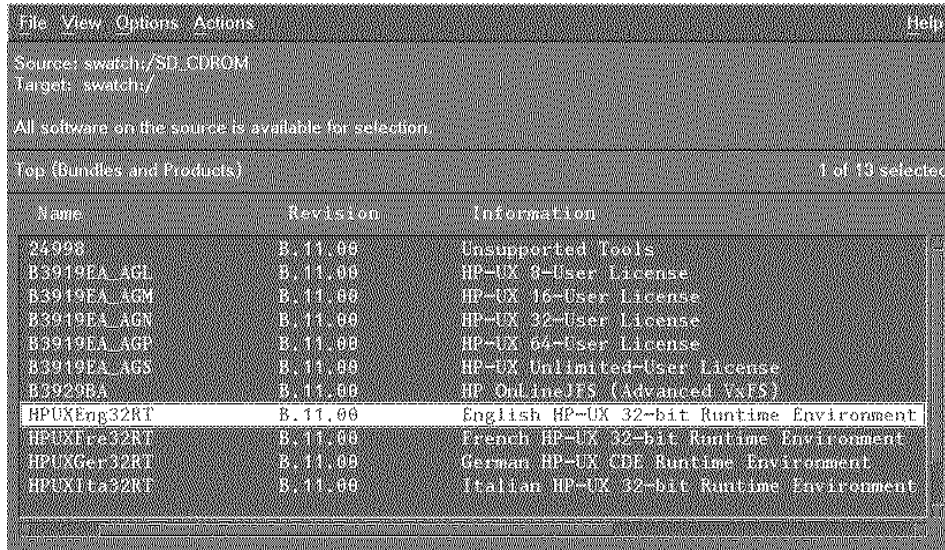 File View Options Actions Help
Source: swatch:/SD_CDROM
Target: swatch:/
All software on the source is available for selection.
Top (Bundles and Products) 1 of 13 selected
Name Revision Information
24998 B.11.00 Unsupported Tools
B3919EA_AGL B.11.00 HP-UX 8-User License
B3919EA_AGM B.11.00 HP-UX 16-User License
B3919EA_AGN B.11.00 HP-UX 32-User License
B3919EA_AGP B.11.00 HP-UX 64-User License
B3919EA_AGS B.11.00 HP-UX Unlimited-User License
B3929BA B.11.00 HP OnLineJFS (Advanced VxFS)
HPUXEng32RT B.11.00 English HP-UX 32-bit Runtime Environment
HPUXFre32RT B.11.00 French HP-UX 32-bit Runtime Environment
HPUXGer32RT B.11.00 German HP-UX CDE Runtime Environment
HPUXIta32RT B.11.00 Italian HP-UX 32-bit Runtime Environment